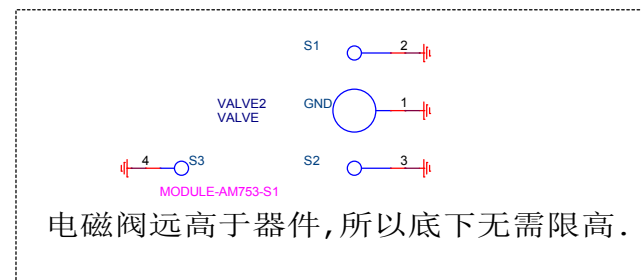 S1 2
VALVE2 GND 1
VALVE
4 S3 S2 3
MODULE-AM753-S1
电磁阀远高于器件,所以底下无需限高.